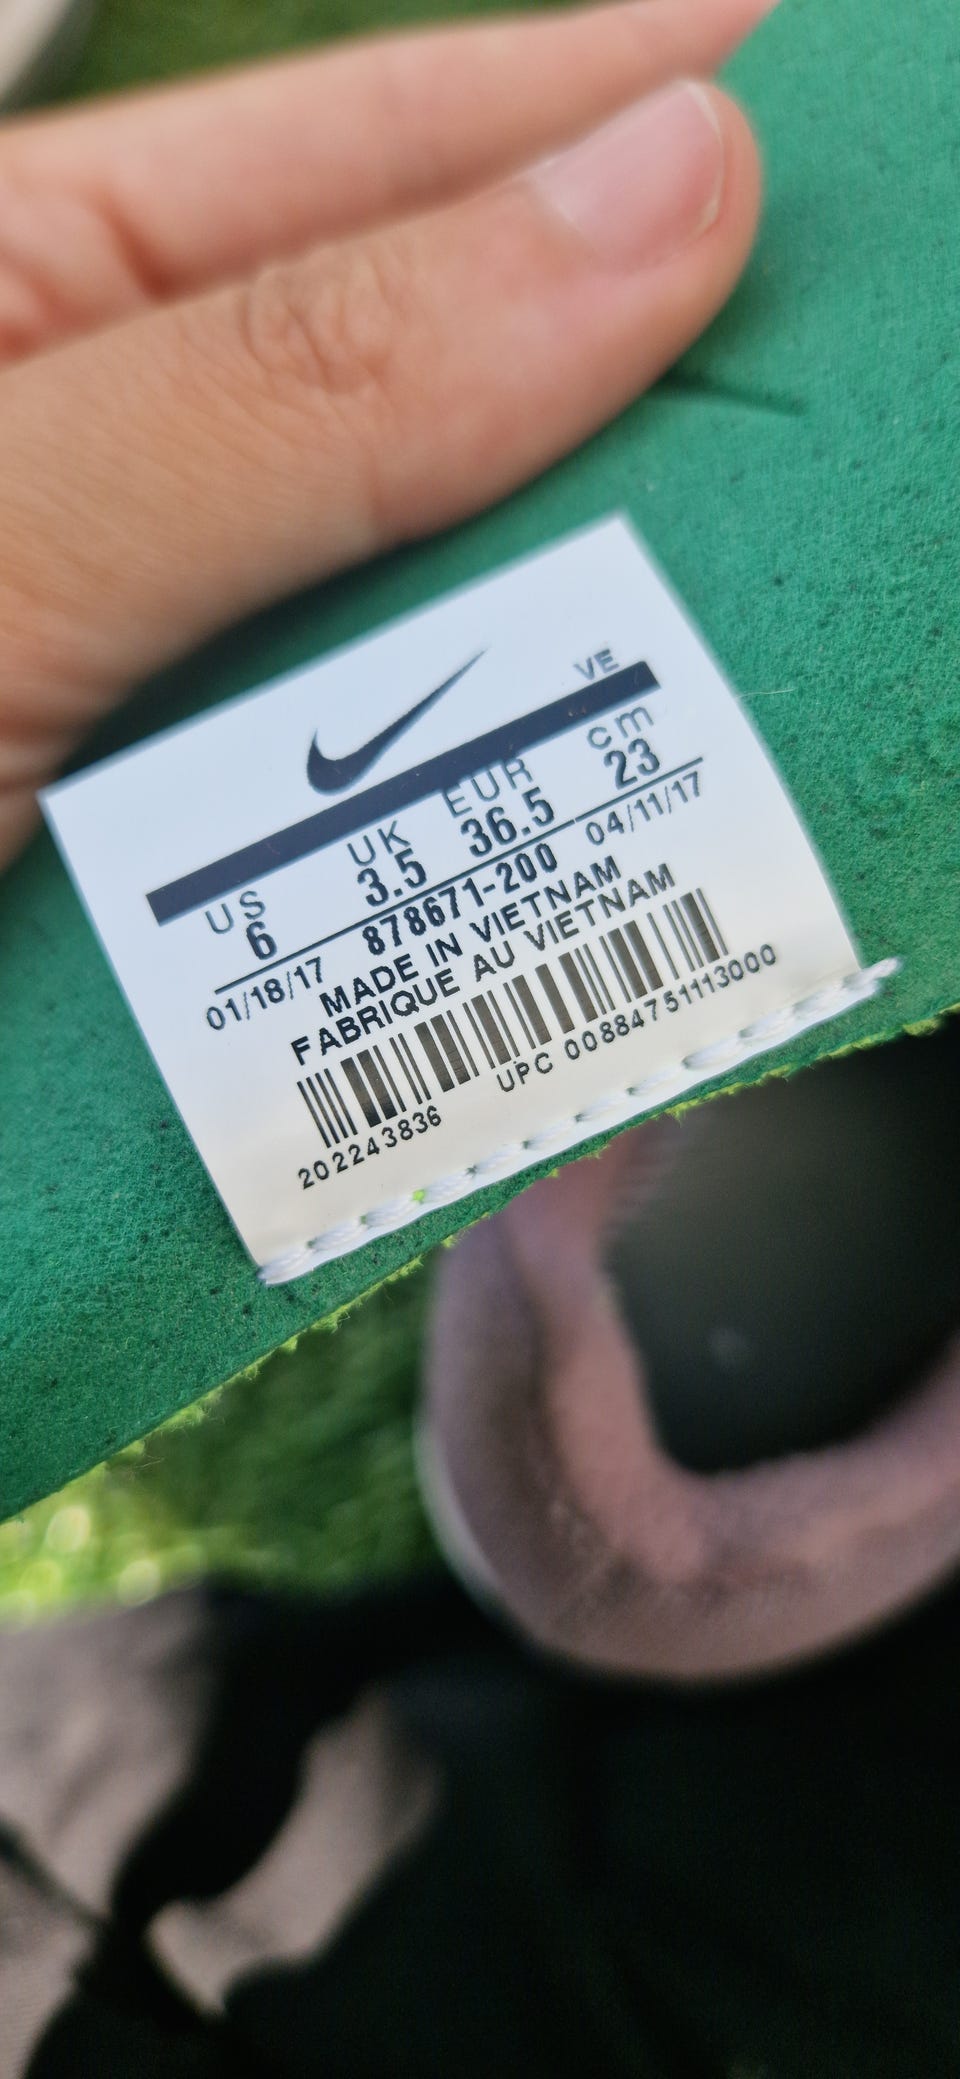 VE
US UK EUR cm
6 3.5 36.5 23
01/18/17 878671-200 04/11/17
MADE IN VIETNAM
FABRIQUE AU VIETNAM
202243836 UPC 00884751113000